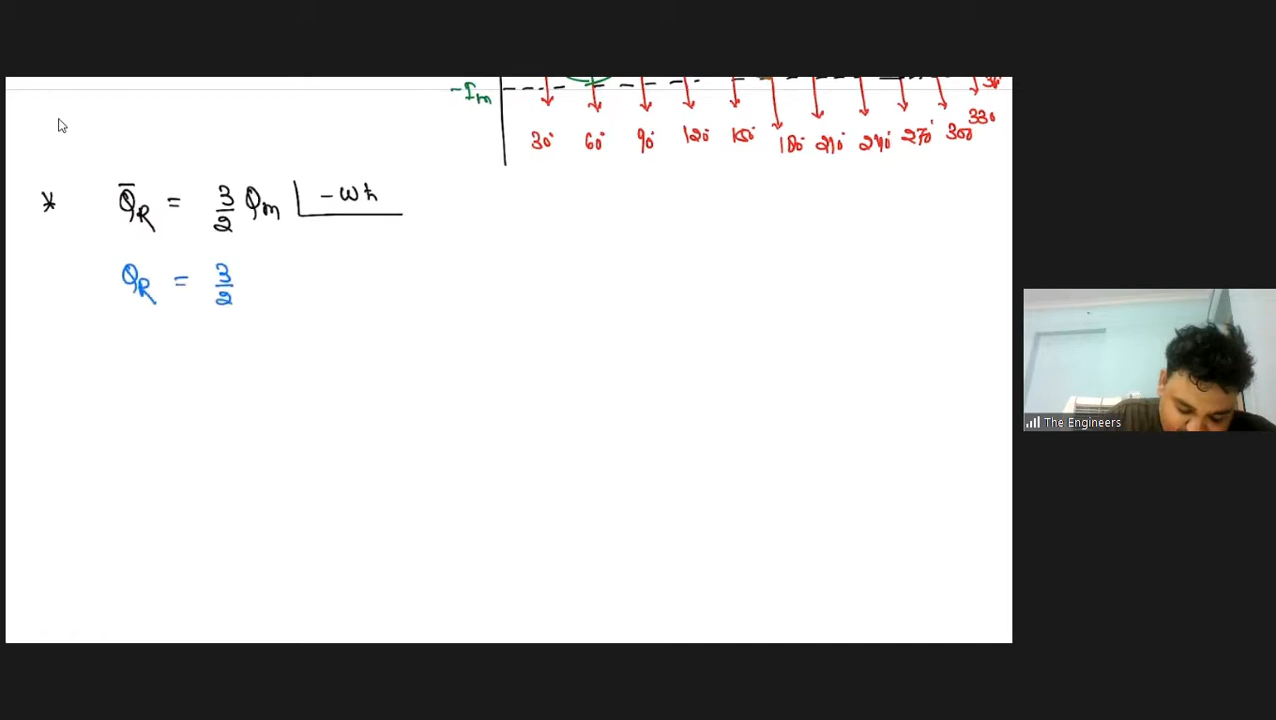 -Im
30° 60° 90° 120° 150° 180° 210° 240° 270° 300 330
* φ̄R = 3/2 φm ∠-ωt
φR = 3/2
The Engineers